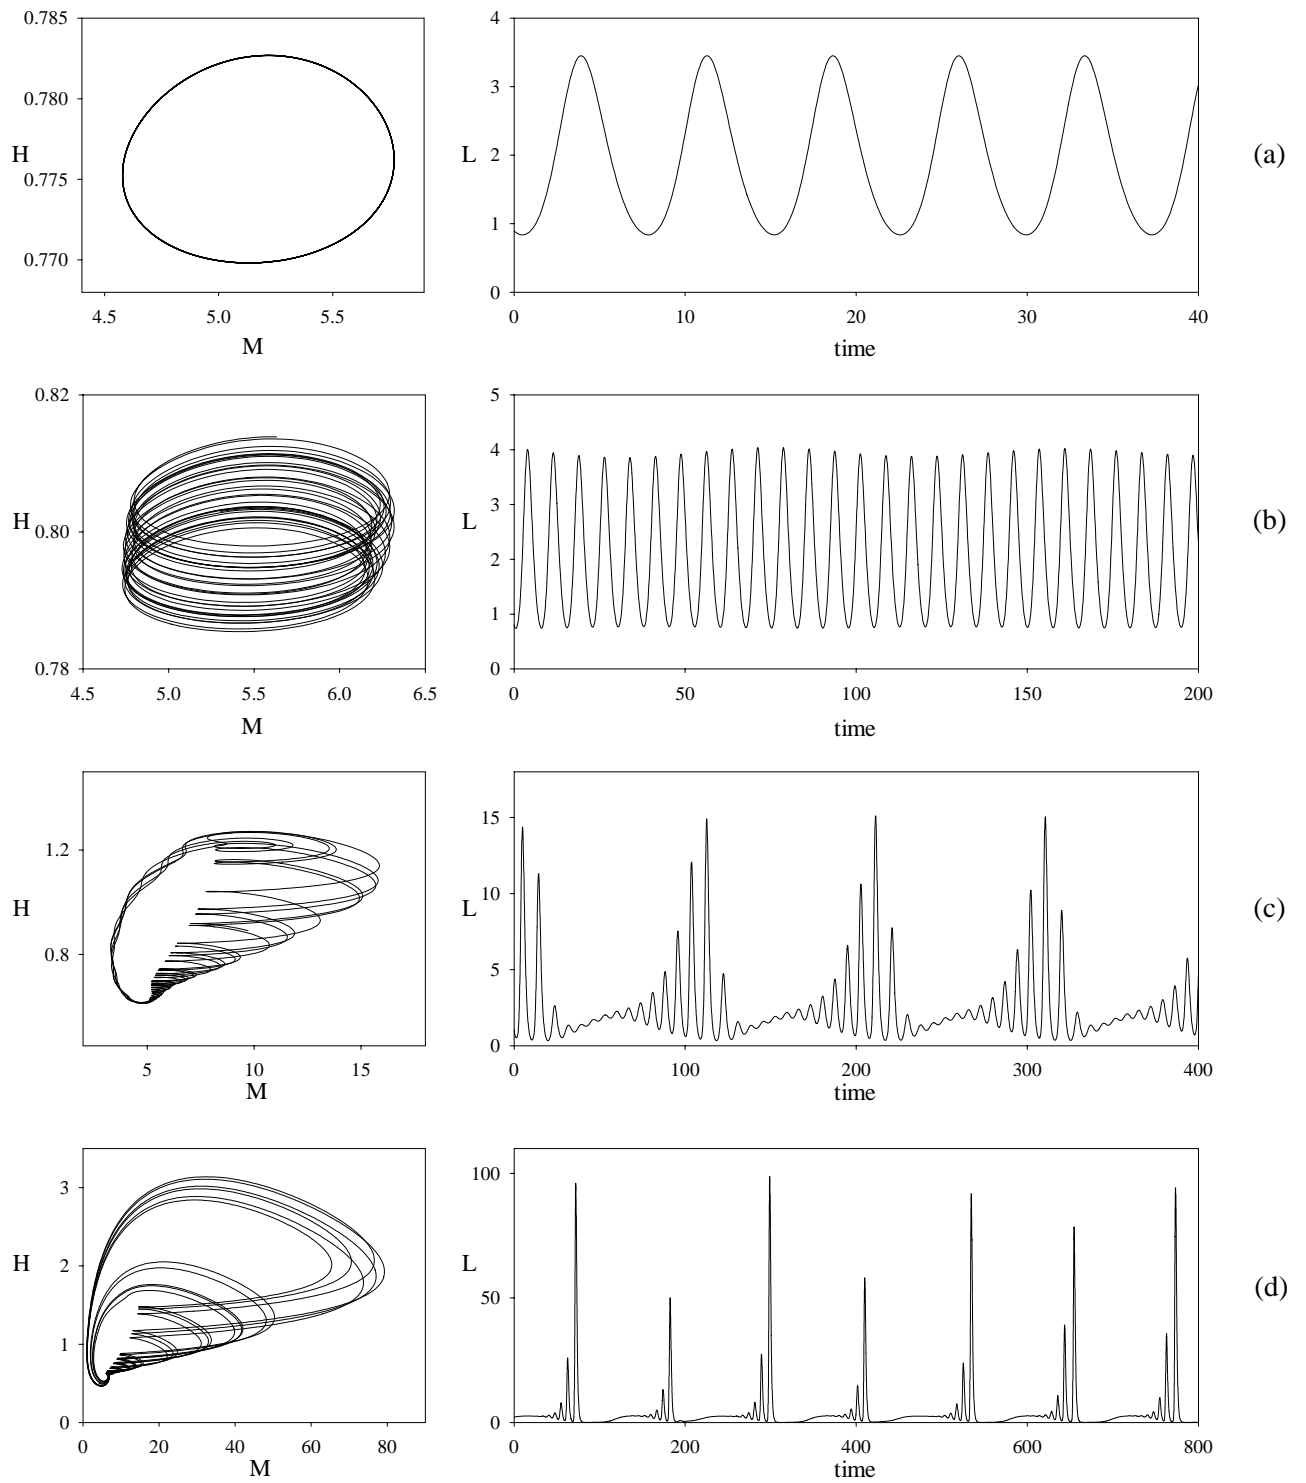 0.785
0.780
0.775
0.770
H
4.5 5.0 5.5
M
4
3
2
1
0
L
0 10 20 30 40
time
(a)
0.82
0.80
0.78
H
4.5 5.0 5.5 6.0 6.5
M
5
4
3
2
1
0
L
0 50 100 150 200
time
(b)
1.2
0.8
H
5 10 15
M
15
10
5
0
L
0 100 200 300 400
time
(c)
3
2
1
0
H
0 20 40 60 80
M
100
50
0
L
0 200 400 600 800
time
(d)